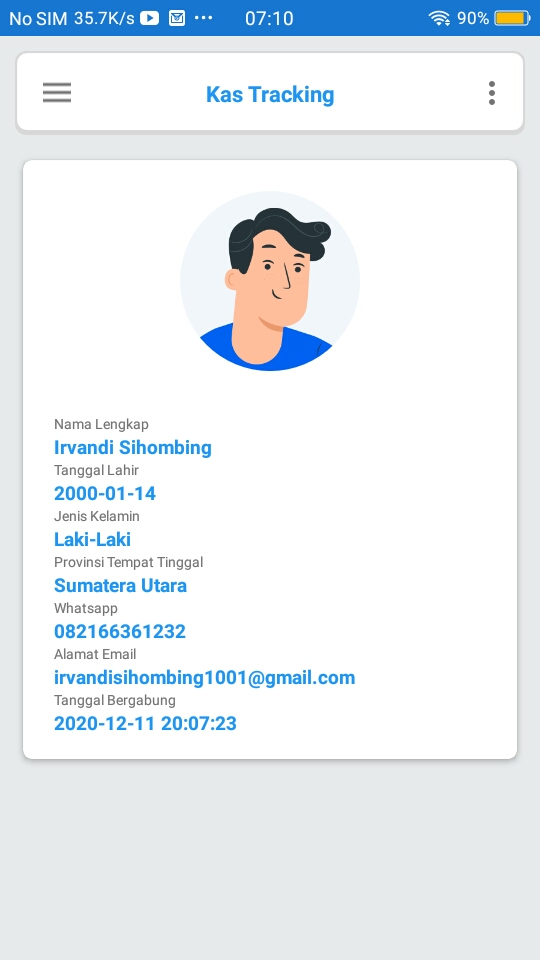 No SIM 35.7K/s ... 07:10 90%
Kas Tracking
Nama Lengkap
Irvandi Sihombing
Tanggal Lahir
2000-01-14
Jenis Kelamin
Laki-Laki
Provinsi Tempat Tinggal
Sumatera Utara
Whatsapp
082166361232
Alamat Email
irvandisihombing1001@gmail.com
Tanggal Bergabung
2020-12-11 20:07:23